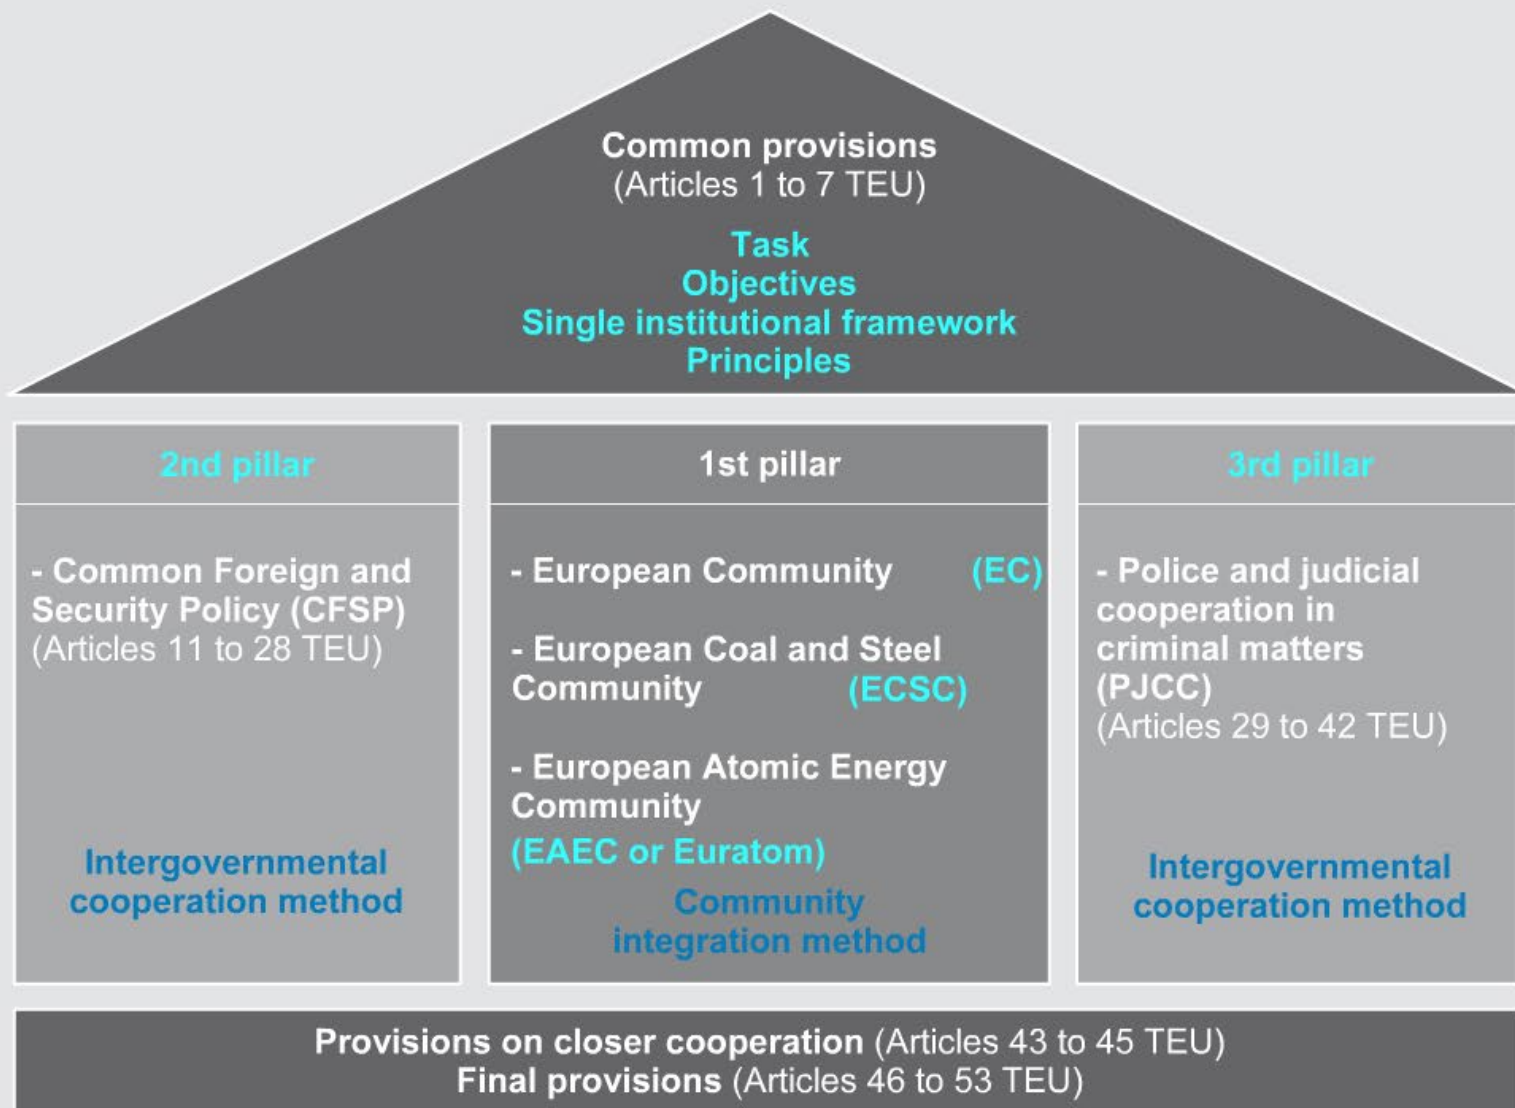 Common provisions
(Articles 1 to 7 TEU)
Task
Objectives
Single institutional framework
Principles
2nd pillar
- Common Foreign and
Security Policy (CFSP)
(Articles 11 to 28 TEU)
Intergovernmental
cooperation method
1st pillar
- European Community (EC)
- European Coal and Steel
Community (ECSC)
- European Atomic Energy
Community
(EAEC or Euratom)
Community
integration method
3rd pillar
- Police and judicial
cooperation in
criminal matters
(PJCC)
(Articles 29 to 42 TEU)
Intergovernmental
cooperation method
Provisions on closer cooperation (Articles 43 to 45 TEU)
Final provisions (Articles 46 to 53 TEU)